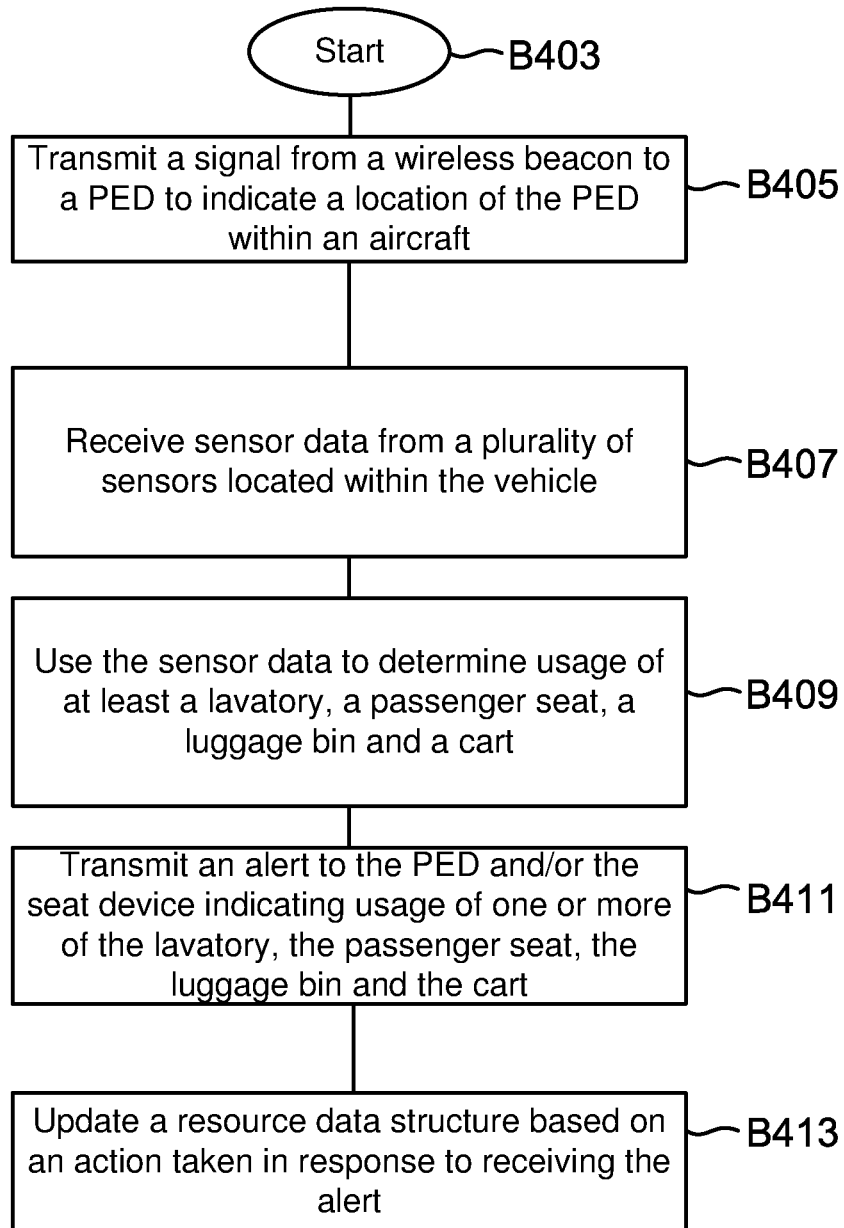 Start
B403
Transmit a signal from a wireless beacon to
a PED to indicate a location of the PED
within an aircraft
B405
Receive sensor data from a plurality of
sensors located within the vehicle
B407
Use the sensor data to determine usage of
at least a lavatory, a passenger seat, a
luggage bin and a cart
B409
Transmit an alert to the PED and/or the
seat device indicating usage of one or more
of the lavatory, the passenger seat, the
luggage bin and the cart
B411
Update a resource data structure based on
an action taken in response to receiving the
alert
B413